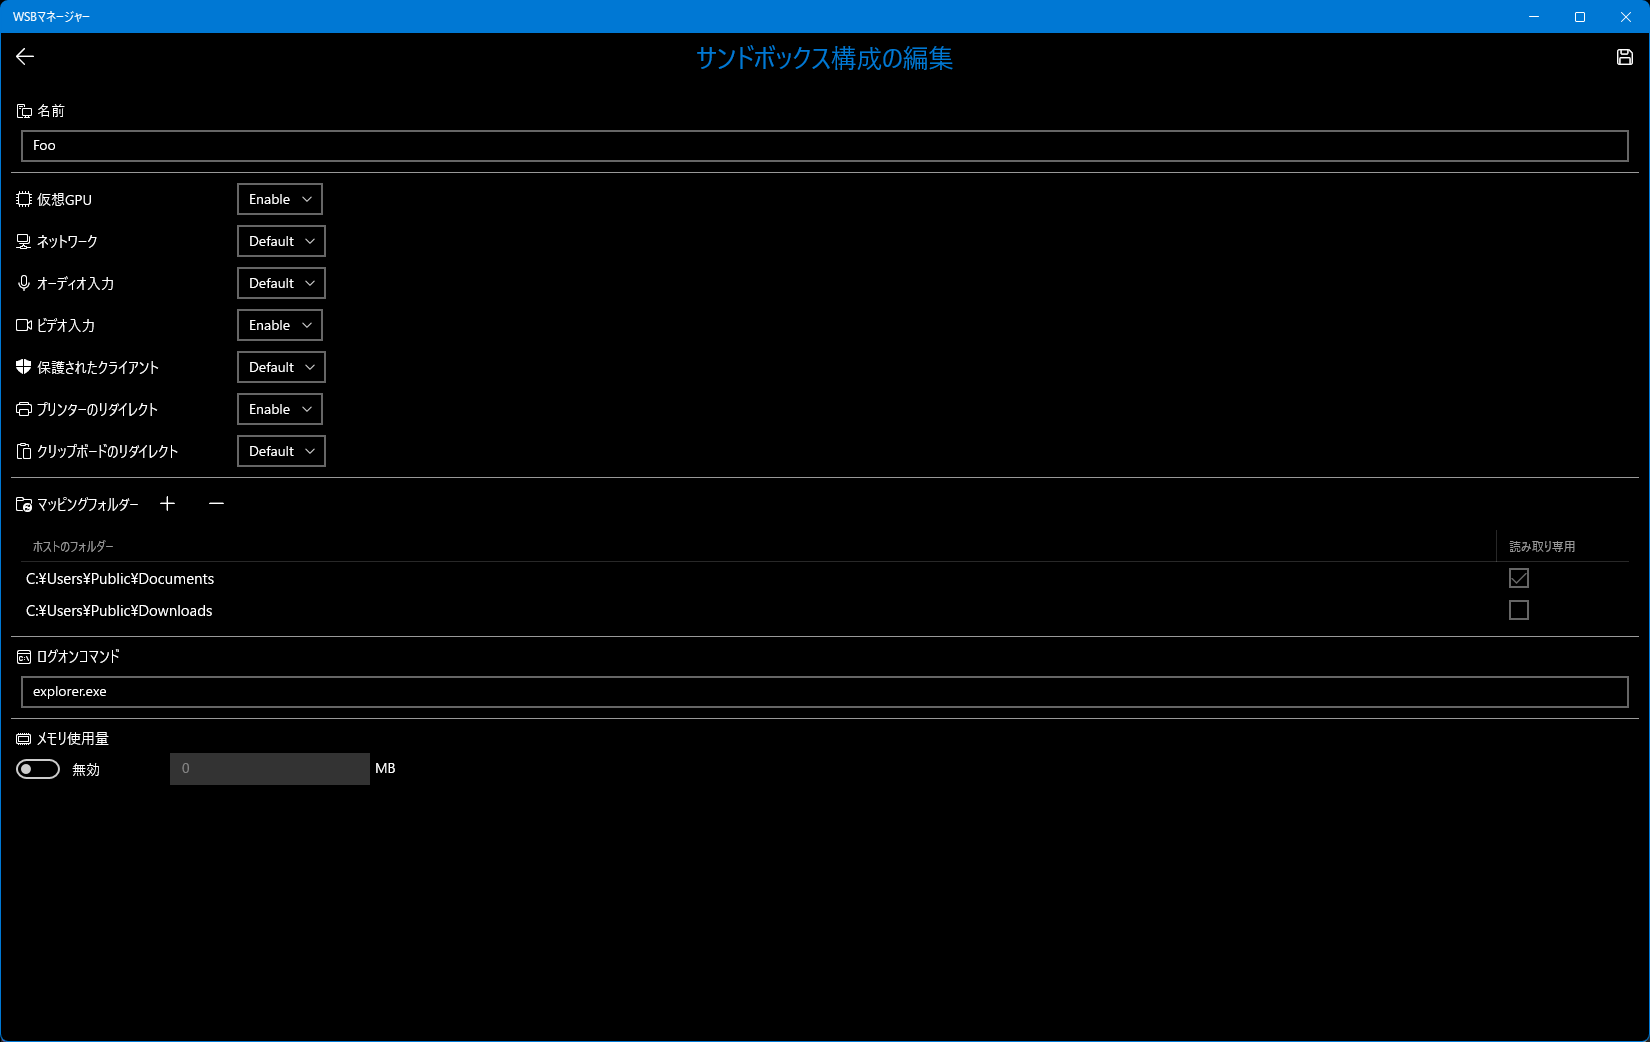 WSBマネージャー
サンドボックス構成の編集
名前
Foo
仮想GPU Enable
ネットワーク Default
オーディオ入力 Default
ビデオ入力 Enable
保護されたクライアント Default
プリンターのリダイレクト Enable
クリップボードのリダイレクト Default
マッピングフォルダー
ホストのフォルダー 読み取り専用
C:¥Users¥Public¥Documents
C:¥Users¥Public¥Downloads
ログオンコマンド
explorer.exe
メモリ使用量
無効 0 MB